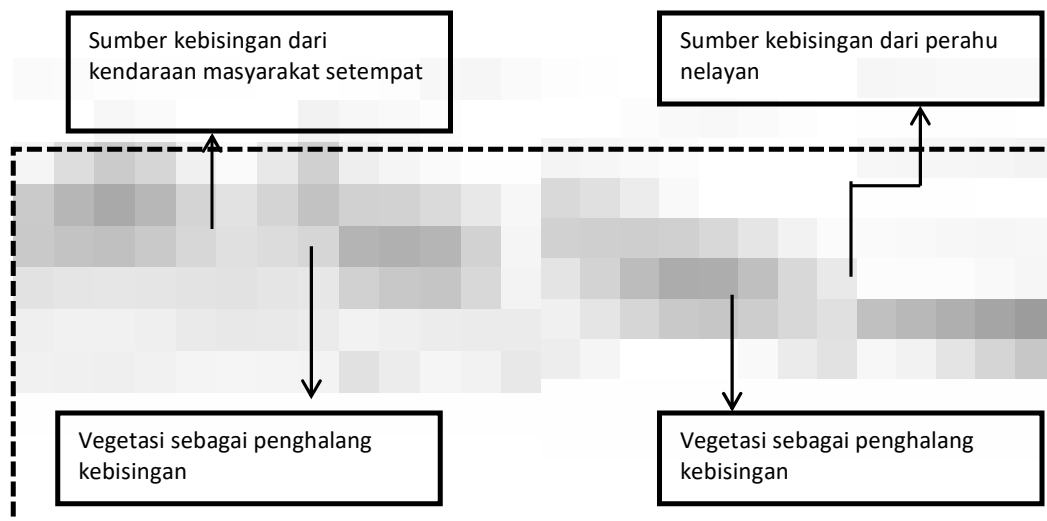 Sumber kebisingan dari
kendaraan masyarakat setempat
Sumber kebisingan dari perahu
nelayan
Vegetasi sebagai penghalang
kebisingan
Vegetasi sebagai penghalang
kebisingan